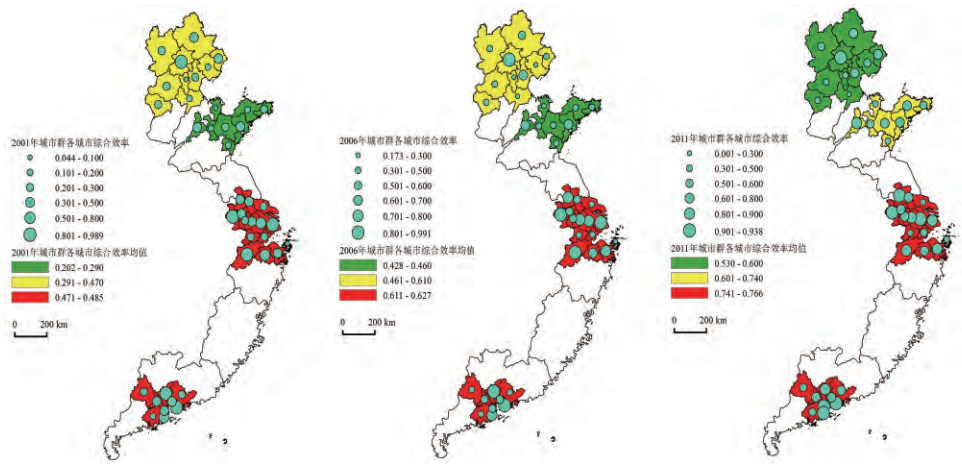 2001年城市群各城市综合效率
0.044 - 0.100
0.101 - 0.200
0.201 - 0.300
0.301 - 0.500
0.501 - 0.800
0.801 - 0.989
2001年城市群各城市综合效率均值
0.202 - 0.290
0.291 - 0.470
0.471 - 0.485
0 200 km
2006年城市群各城市综合效率
0.173 - 0.300
0.301 - 0.500
0.501 - 0.600
0.601 - 0.700
0.701 - 0.800
0.801 - 0.991
2006年城市群各城市综合效率均值
0.428 - 0.460
0.461 - 0.610
0.611 - 0.627
0 200 km
2011年城市群各城市综合效率
0.001 - 0.300
0.301 - 0.500
0.501 - 0.600
0.601 - 0.800
0.801 - 0.900
0.901 - 0.938
2011年城市群各城市综合效率均值
0.530 - 0.600
0.601 - 0.740
0.741 - 0.766
0 200 km